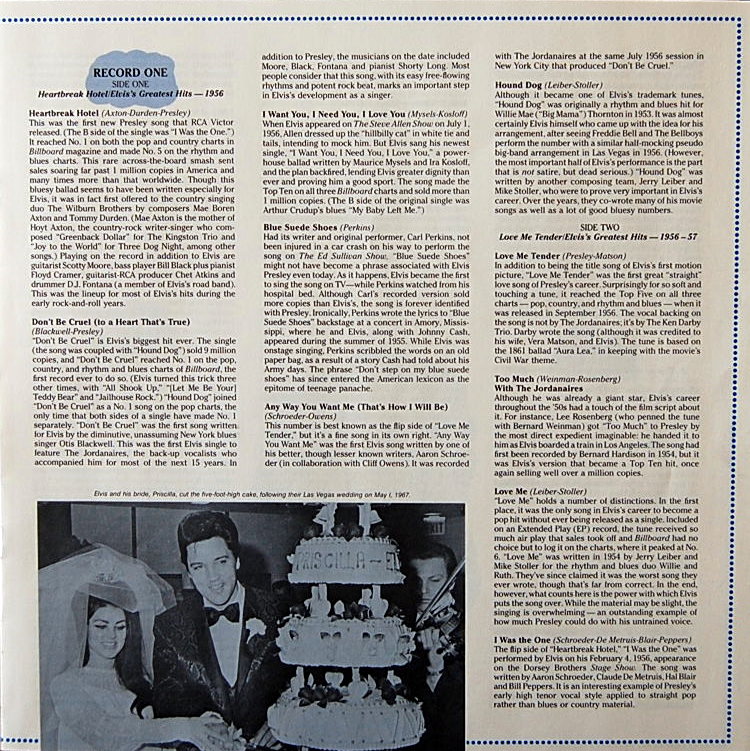 RECORD ONE
SIDE ONE
Heartbreak Hotel/Elvis's Greatest Hits — 1956
Heartbreak Hotel (Axton-Durden-Presley)
This was the first new Presley song that RCA Victor
released. (The B side of the single was "I Was the One.")
It reached No. 1 on both the pop and country charts in
Billboard magazine and made No. 5 on the rhythm and
blues charts. This rare across-the-board smash sent
sales soaring far past 1 million copies in America and
many times more than that worldwide. Though this
bluesy ballad seems to have been written especially for
Elvis, it was in fact first offered to the country singing
duo The Wilburn Brothers by composers Mae Boren
Axton and Tommy Durden. (Mae Axton is the mother of
Hoyt Axton, the country-rock writer-singer who com-
posed "Greenback Dollar" for The Kingston Trio and
"Joy to the World" for Three Dog Night, among other
songs.) Playing on the record in addition to Elvis are
guitarist Scotty Moore, bass player Bill Black plus pianist
Floyd Cramer, guitarist-RCA producer Chet Atkins and
drummer D.J. Fontana (a member of Elvis's road band).
This was the lineup for most of Elvis's hits during the
early rock-and-roll years.
Don't Be Cruel (to a Heart That's True)
(Blackwell-Presley)
"Don't Be Cruel" is Elvis's biggest hit ever. The single
(the song was coupled with "Hound Dog") sold 9 million
copies, and "Don't Be Cruel" reached No. 1 on the pop,
country, and rhythm and blues charts of Billboard, the
first record ever to do so. (Elvis turned this trick three
other times, with "All Shook Up," "[Let Me Be Your]
Teddy Bear" and "Jailhouse Rock.") "Hound Dog" joined
"Don't Be Cruel" as a No. 1 song on the pop charts, the
only time that both sides of a single have made No. 1
separately. "Don't Be Cruel" was the first song written
for Elvis by the diminutive, unassuming New York blues
singer Otis Blackwell. This was the first Elvis single to
feature The Jordanaires, the back-up vocalists who
accompanied him for most of the next 15 years. In
addition to Presley, the musicians on the date included
Moore, Black, Fontana and pianist Shorty Long. Most
people consider that this song, with its easy free-flowing
rhythms and potent rock beat, marks an important step
in Elvis's development as a singer.
I Want You, I Need You, I Love You (Mysels-Kosloff)
When Elvis appeared on The Steve Allen Show on July 1,
1956, Allen dressed up the "hillbilly cat" in white tie and
tails, intending to mock him. But Elvis sang his newest
single, "I Want You, I Need You, I Love You," a power-
house ballad written by Maurice Mysels and Ira Kosloff,
and the plan backfired, lending Elvis greater dignity than
ever and proving him a good sport. The song made the
Top Ten on all three Billboard charts and sold more than
1 million copies. (The B side of the original single was
Arthur Crudup's blues "My Baby Left Me.")
Blue Suede Shoes (Perkins)
Had its writer and original performer, Carl Perkins, not
been injured in a car crash on his way to perform the
song on The Ed Sullivan Show, "Blue Suede Shoes"
might not have become a phrase associated with Elvis
Presley even today. As it happens, Elvis became the first
to sing the song on TV—while Perkins watched from his
hospital bed. Although Carl's recorded version sold
more copies than Elvis's, the song is forever identified
with Presley. Ironically, Perkins wrote the lyrics to "Blue
Suede Shoes" backstage at a concert in Amory, Missis-
sippi, where he and Elvis, along with Johnny Cash,
appeared during the summer of 1955. While Elvis was
onstage singing, Perkins scribbled the words on an old
paper bag, as a result of a story Cash had told about his
Army days. The phrase "Don't step on my blue suede
shoes" has since entered the American lexicon as the
epitome of teenage panache.
Any Way You Want Me (That's How I Will Be)
(Schroeder-Owens)
This number is best known as the flip side of "Love Me
Tender," but it's a fine song in its own right. "Any Way
You Want Me" was the first Elvis song written by one of
his better, though lesser known writers, Aaron Schroe-
der (in collaboration with Cliff Owens). It was recorded
with The Jordanaires at the same July 1956 session in
New York City that produced "Don't Be Cruel."
Hound Dog (Leiber-Stoller)
Although it became one of Elvis's trademark tunes,
"Hound Dog" was originally a rhythm and blues hit for
Willie Mae ("Big Mama") Thornton in 1953. It was almost
certainly Elvis himself who came up with the idea for his
arrangement, after seeing Freddie Bell and The Bellboys
perform the number with a similar half-mocking pseudo
big-band arrangement in Las Vegas in 1956. (However,
the most important half of Elvis's performance is the part
that is not satire, but dead serious.) "Hound Dog" was
written by another composing team, Jerry Leiber and
Mike Stoller, who were to prove very important in Elvis's
career. Over the years, they co-wrote many of his movie
songs as well as a lot of good bluesy numbers.
SIDE TWO
Love Me Tender/Elvis's Greatest Hits — 1956–57
Love Me Tender (Presley-Matson)
In addition to being the title song of Elvis's first motion
picture, "Love Me Tender" was the first great "straight"
love song of Presley's career. Surprisingly for so soft and
touching a tune, it reached the Top Five on all three
charts — pop, country, and rhythm and blues — when it
was released in September 1956. The vocal backing on
the song is not by The Jordanaires; it's by The Ken Darby
Trio. Darby wrote the song (although it was credited to
his wife, Vera Matson, and Elvis). The tune is based on
the 1861 ballad "Aura Lea," in keeping with the movie's
Civil War theme.
Too Much (Weinman-Rosenberg)
With The Jordanaires
Although he was already a giant star, Elvis's career
throughout the '50s had a touch of the film script about
it. For instance, Lee Rosenberg (who penned the tune
with Bernard Weinman) got "Too Much" to Presley by
the most direct expedient imaginable: he handed it to
him as Elvis boarded a train in Los Angeles. The song had
first been recorded by Bernard Hardison in 1954, but it
was Elvis's version that became a Top Ten hit, once
again selling well over a million copies.
Love Me (Leiber-Stoller)
"Love Me" holds a number of distinctions. In the first
place, it was the only song in Elvis's career to become a
pop hit without ever being released as a single. Included
on an Extended Play (EP) record, the tune received so
much air play that sales took off and Billboard had no
choice but to log it on the charts, where it peaked at No.
6. "Love Me" was written in 1954 by Jerry Leiber and
Mike Stoller for the rhythm and blues duo Willie and
Ruth. They've since claimed it was the worst song they
ever wrote, though that's far from correct. In the end,
however, what counts here is the power with which Elvis
puts the song over. While the material may be slight, the
singing is overwhelming — an outstanding example of
how much Presley could do with his untrained voice.
I Was the One (Schroeder-De Metruis-Blair-Peppers)
The flip side of "Heartbreak Hotel," "I Was the One" was
performed by Elvis on his February 4, 1956, appearance
on the Dorsey Brothers Stage Show. The song was
written by Aaron Schroeder, Claude De Metruis, Hal Blair
and Bill Peppers. It is an interesting example of Presley's
early high tenor vocal style applied to straight pop
rather than blues or country material.
Elvis and his bride, Priscilla, cut the five-foot-high cake, following their Las Vegas wedding on May 1, 1967.
PRISCILLA — EL